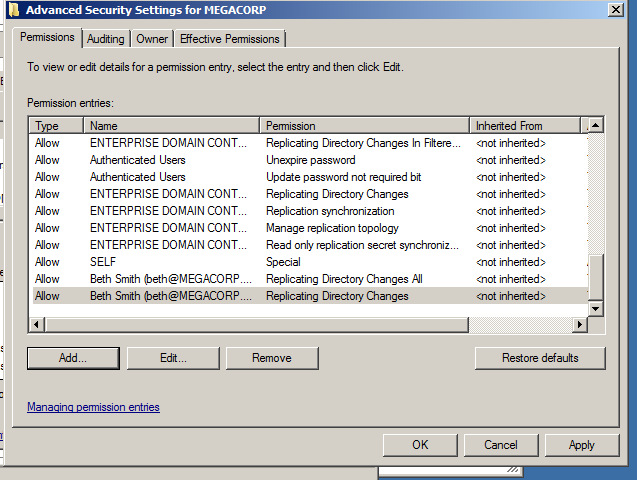 Advanced Security Settings for MEGACORP
Permissions Auditing Owner Effective Permissions
To view or edit details for a permission entry, select the entry and then click Edit.
Permission entries:
Type Name Permission Inherited From
Allow ENTERPRISE DOMAIN CONT... Replicating Directory Changes In Filtere... <not inherited>
Allow Authenticated Users Unexpire password <not inherited>
Allow Authenticated Users Update password not required bit <not inherited>
Allow ENTERPRISE DOMAIN CONT... Replicating Directory Changes <not inherited>
Allow ENTERPRISE DOMAIN CONT... Replication synchronization <not inherited>
Allow ENTERPRISE DOMAIN CONT... Manage replication topology <not inherited>
Allow ENTERPRISE DOMAIN CONT... Read only replication secret synchroniz... <not inherited>
Allow SELF Special <not inherited>
Allow Beth Smith (beth@MEGACORP.... Replicating Directory Changes All <not inherited>
Allow Beth Smith (beth@MEGACORP.... Replicating Directory Changes <not inherited>
Add... Edit... Remove Restore defaults
Managing permission entries
OK Cancel Apply